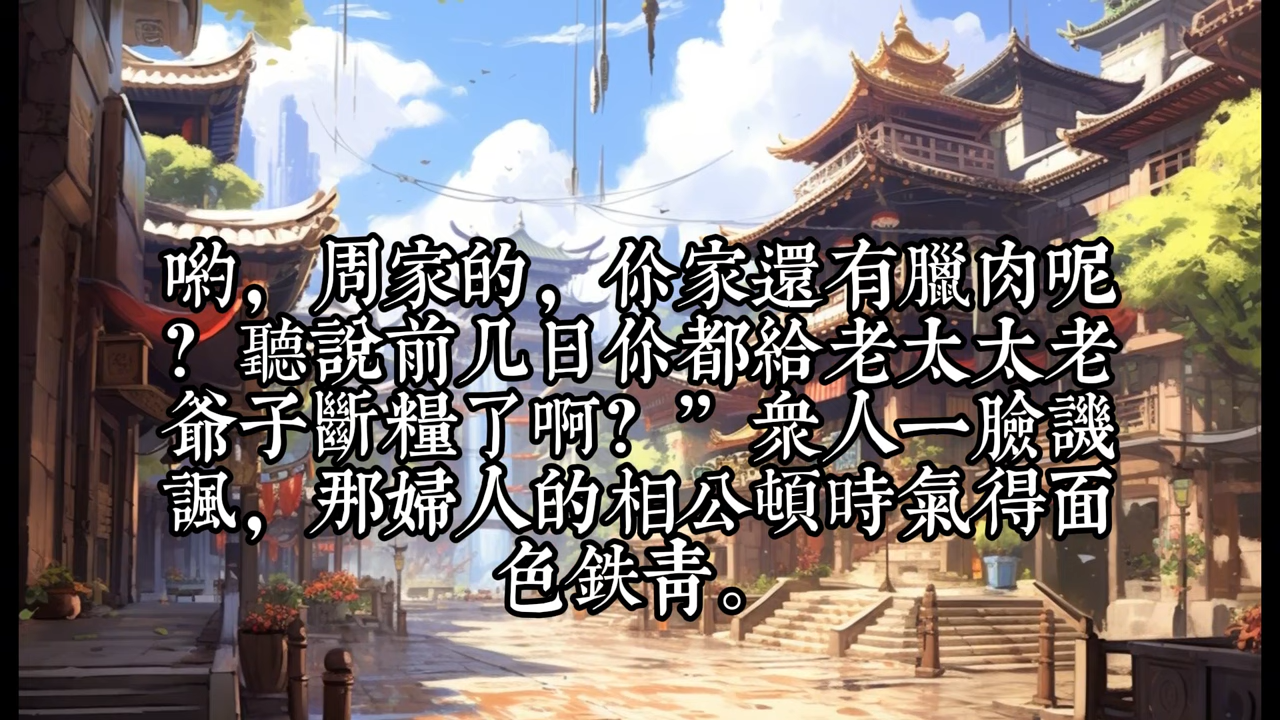 喲，周家的，你家還有臘肉呢
？聽說前几日你都給老太太老
爺子斷糧了啊？”衆人一臉譏
諷，那婦人的相公頓時氣得面
色鉄青。